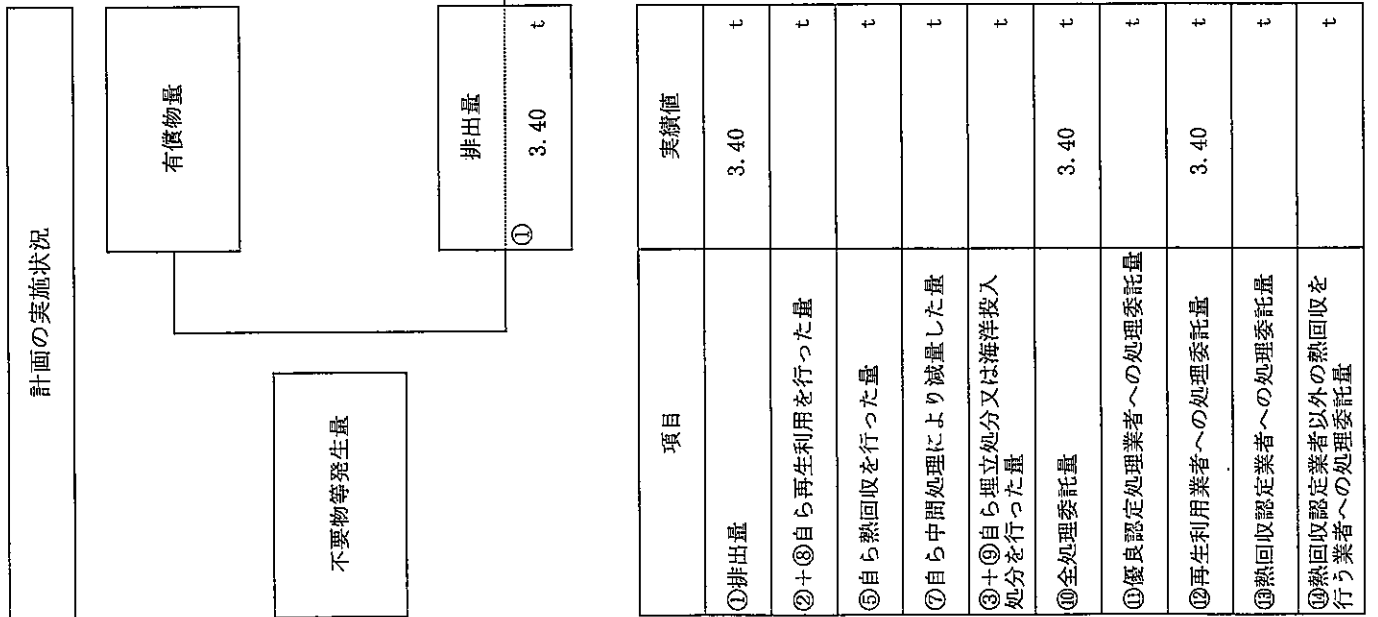 計画の実施状況
有償物量
不要物等発生量
排出量
① 3.40 t
項目 実績値
①排出量 3.40 t
②+⑧自ら再生利用を行った量 t
⑤自ら熱回収を行った量 t
⑦自ら中間処理により減量した量 t
③+⑨自ら埋立処分又は海洋投入
処分を行った量 t
⑩全処理委託量 3.40 t
⑪優良認定処理業者への処理委託量 t
⑫再生利用業者への処理委託量 3.40 t
⑬熱回収認定業者への処理委託量 t
⑭熱回収認定業者以外の熱回収を
行う業者への処理委託量 t